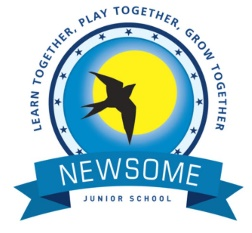 LEARN TOGETHER, PLAY TOGETHER, GROW TOGETHER
NEWSOME
JUNIOR SCHOOL